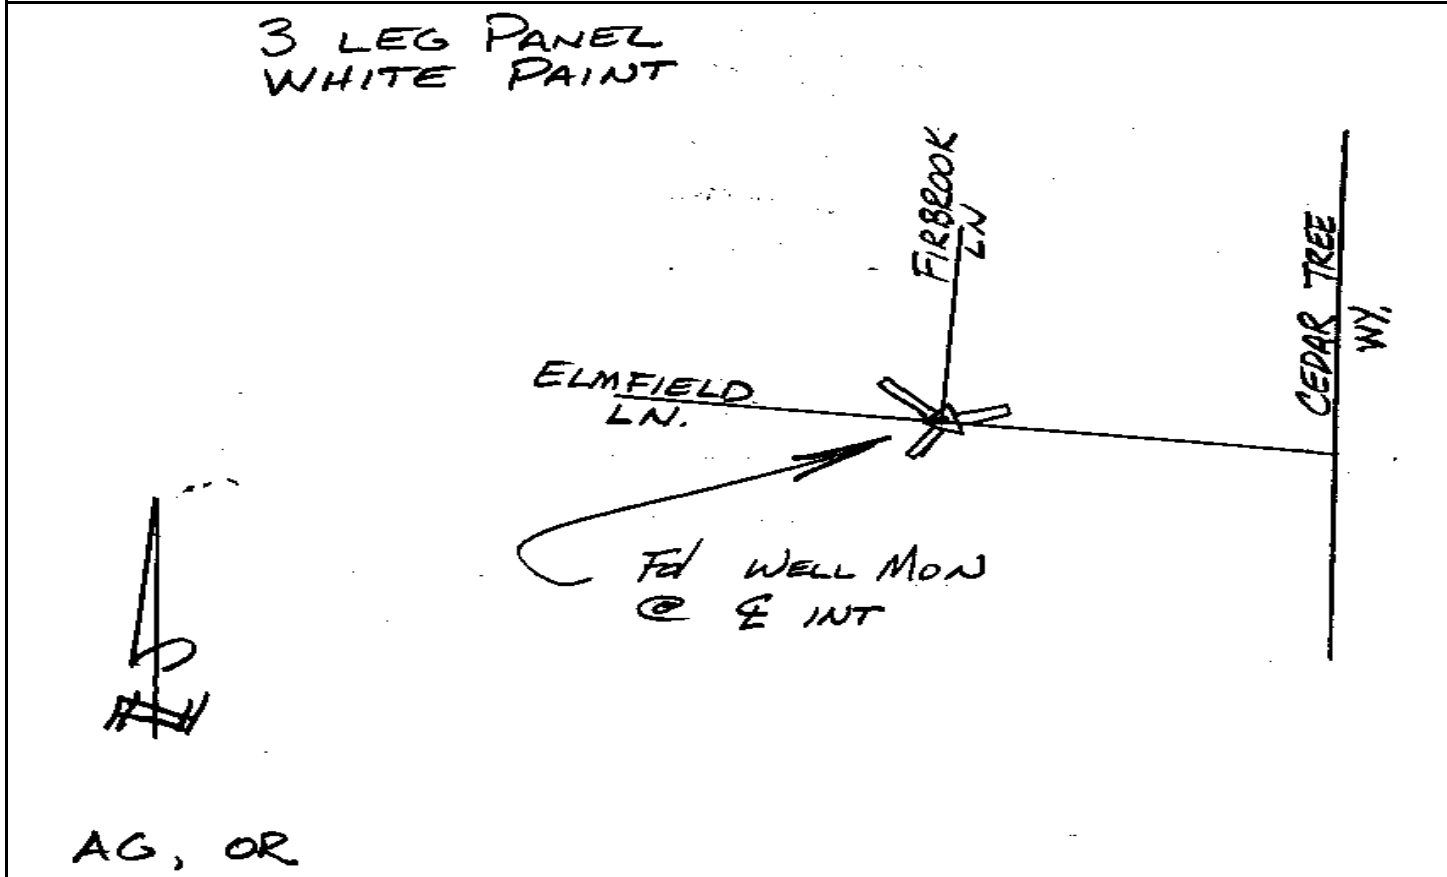 3 LEG PANEL
WHITE PAINT
FIRBROOK
LN
CEDAR TREE
WY.
ELMFIELD
LN.
Fd WELL MON
@ ℄ INT
AG, OR